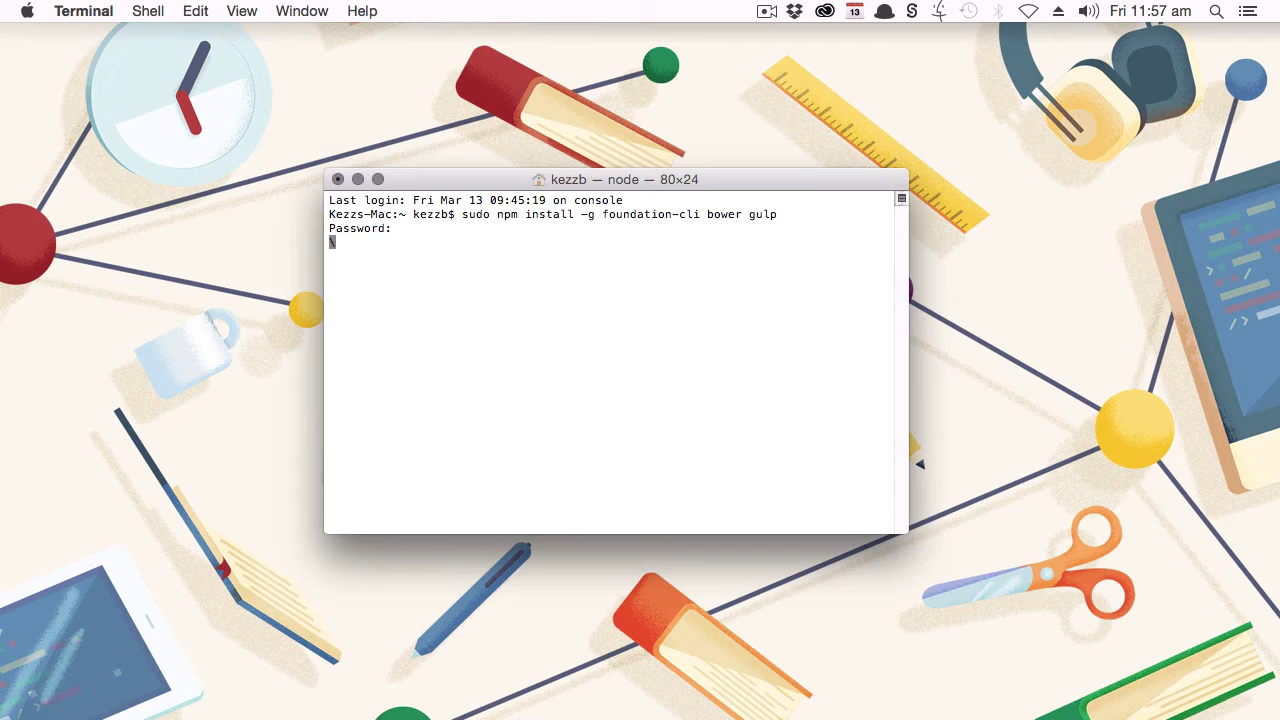 Terminal Shell Edit View Window Help 13 Fri 11:57 am
kezzb — node — 80×24
Last login: Fri Mar 13 09:45:19 on console
Kezzs-Mac:~ kezzb$ sudo npm install -g foundation-cli bower gulp
Password:
\